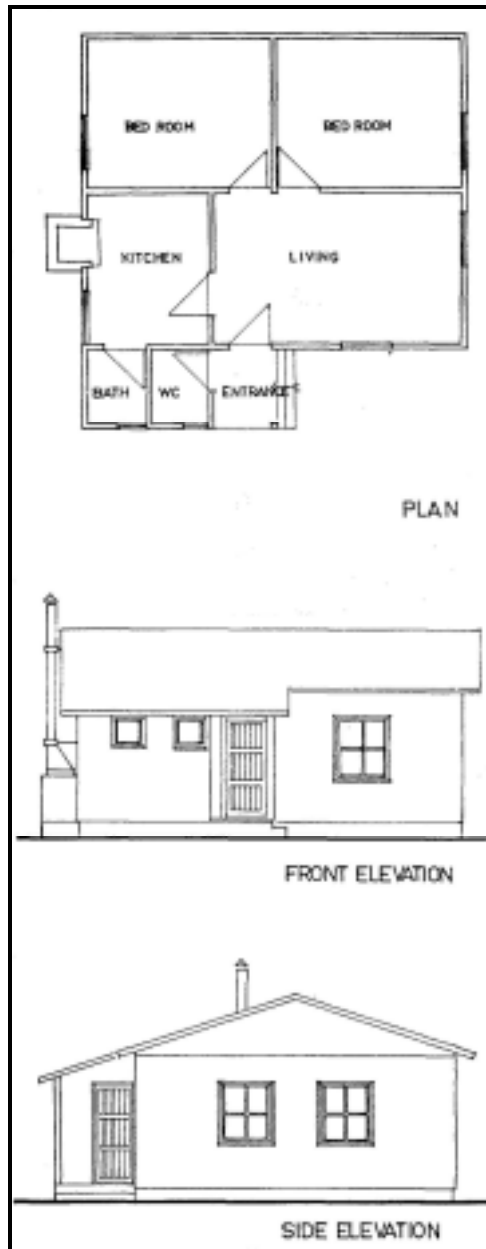 BED ROOM
BED ROOM
KITCHEN
LIVING
BATH
WC
ENTRANCE
PLAN
FRONT ELEVATION
SIDE ELEVATION